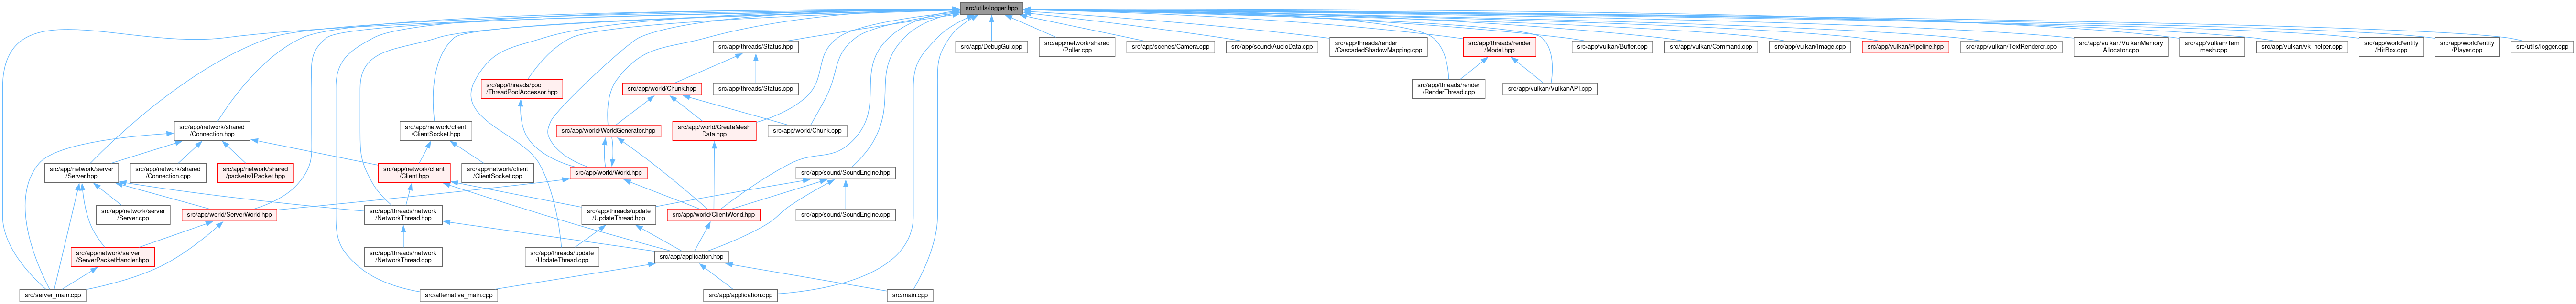 src/utils/logger.hpp
src/app/threads/Status.hpp
src/app/DebugGui.cpp
src/app/network/shared
/Poller.cpp
src/app/scenes/Camera.cpp
src/app/sound/AudioData.cpp
src/app/threads/render
/CascadedShadowMapping.cpp
src/app/threads/render
/Model.hpp
src/app/vulkan/Buffer.cpp
src/app/vulkan/Command.cpp
src/app/vulkan/Image.cpp
src/app/vulkan/Pipeline.hpp
src/app/vulkan/TextRenderer.cpp
src/app/vulkan/VulkanMemory
Allocator.cpp
src/app/vulkan/item
_mesh.cpp
src/app/vulkan/vk_helper.cpp
src/app/world/entity
/HitBox.cpp
src/app/world/entity
/Player.cpp
src/utils/logger.cpp
src/app/threads/pool
/ThreadPoolAccessor.hpp
src/app/world/Chunk.hpp
src/app/threads/Status.cpp
src/app/threads/render
/RenderThread.cpp
src/app/vulkan/VulkanAPI.cpp
src/app/network/shared
/Connection.hpp
src/app/network/client
/ClientSocket.hpp
src/app/world/WorldGenerator.hpp
src/app/world/CreateMesh
Data.hpp
src/app/world/Chunk.cpp
src/app/network/server
/Server.hpp
src/app/network/shared
/Connection.cpp
src/app/network/shared
/packets/IPacket.hpp
src/app/network/client
/Client.hpp
src/app/network/client
/ClientSocket.cpp
src/app/world/World.hpp
src/app/sound/SoundEngine.hpp
src/app/network/server
/Server.cpp
src/app/world/ServerWorld.hpp
src/app/threads/network
/NetworkThread.hpp
src/app/threads/update
/UpdateThread.hpp
src/app/world/ClientWorld.hpp
src/app/sound/SoundEngine.cpp
src/app/network/server
/ServerPacketHandler.hpp
src/app/threads/network
/NetworkThread.cpp
src/app/threads/update
/UpdateThread.cpp
src/app/application.hpp
src/server_main.cpp
src/alternative_main.cpp
src/app/application.cpp
src/main.cpp